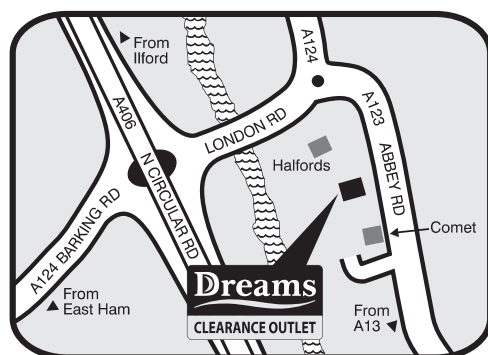 From
Ilford
A124
A406
N CIRCULAR RD
LONDON RD
A123
ABBEY RD
Halfords
Comet
A124 BARKING RD
From
East Ham
Dreams
CLEARANCE OUTLET
From
A13